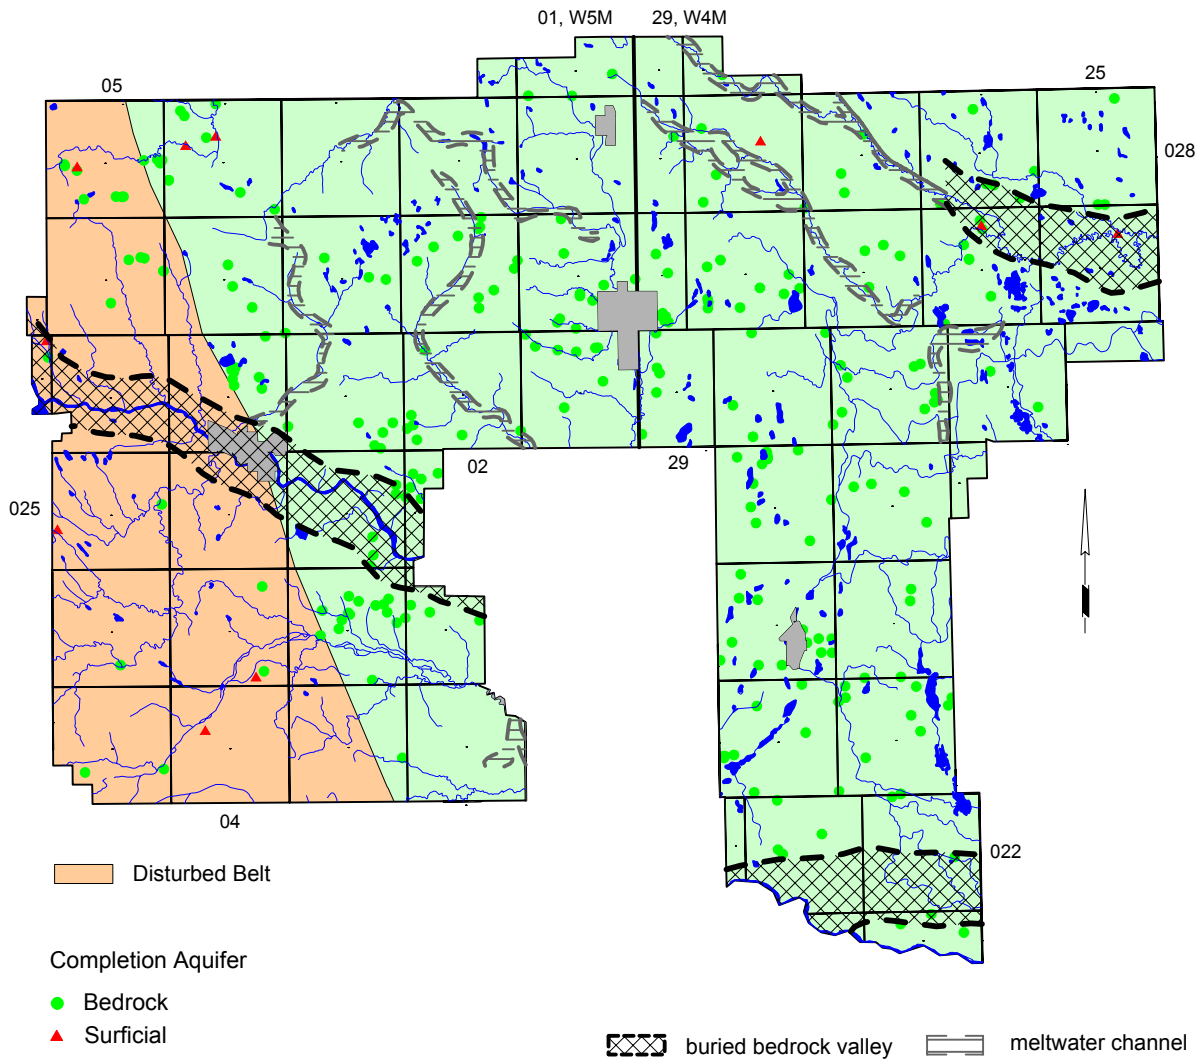 01, W5M
29, W4M
05
25
028
025
02
29
04
022
Disturbed Belt
Completion Aquifer
Bedrock
Surficial
buried bedrock valley
meltwater channel